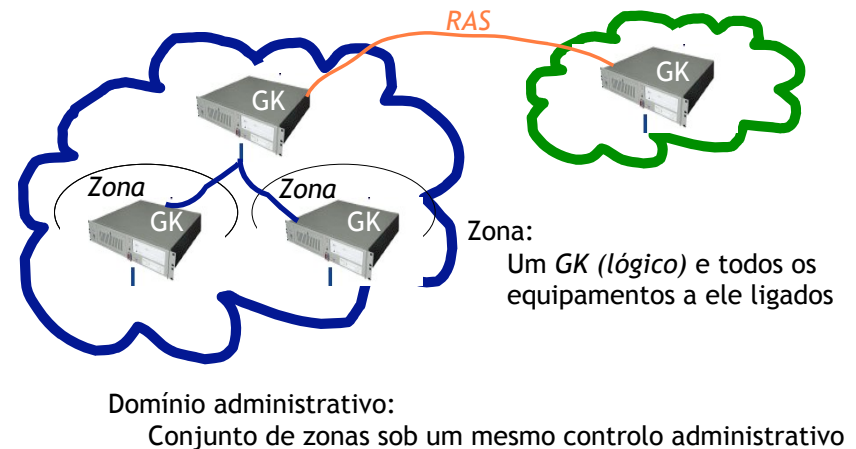 RAS
GK
GK
Zona
Zona
GK
GK
Zona:
Um GK (lógico) e todos os
equipamentos a ele ligados
Domínio administrativo:
Conjunto de zonas sob um mesmo controlo administrativo